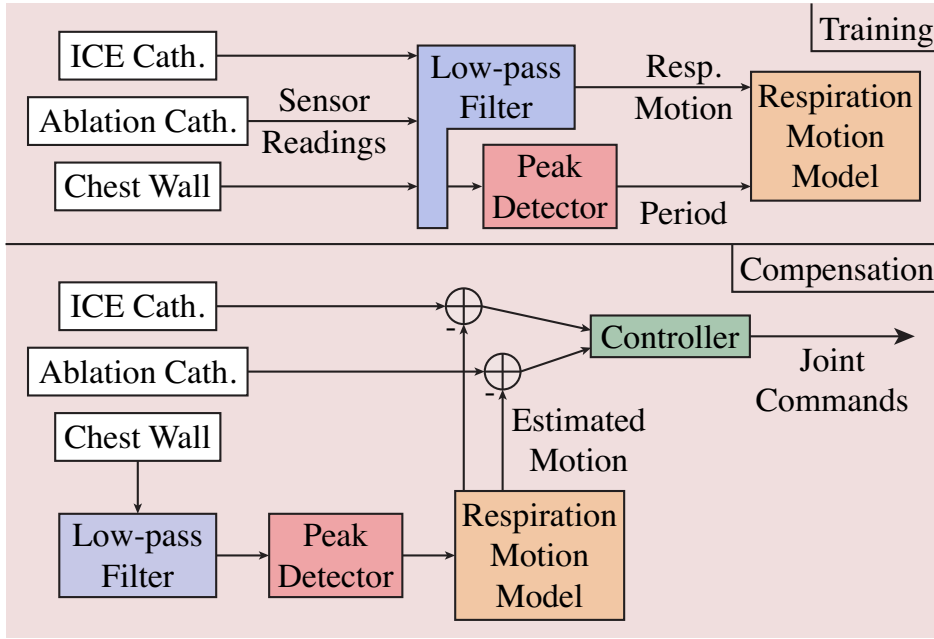 Training
ICE Cath.
Ablation Cath.
Chest Wall
Sensor
Readings
Low-pass
Filter
Peak
Detector
Resp.
Motion
Period
Respiration
Motion
Model
Compensation
ICE Cath.
Ablation Cath.
Chest Wall
Low-pass
Filter
Peak
Detector
Respiration
Motion
Model
-
-
Estimated
Motion
Controller
Joint
Commands